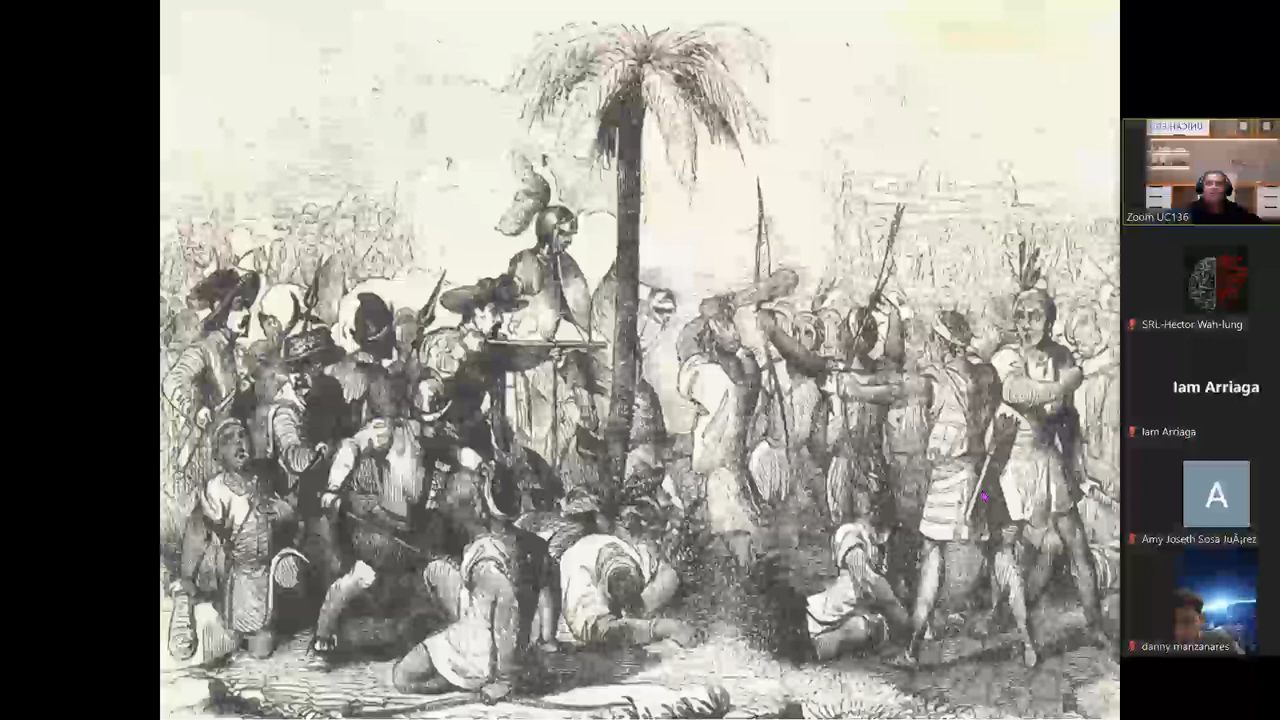 Zoom UC136
SRL-Hector Wah-lung
Iam Arriaga
Iam Arriaga
A
Amy Joseth Sosa JuÃ¡rez
danny manzanares